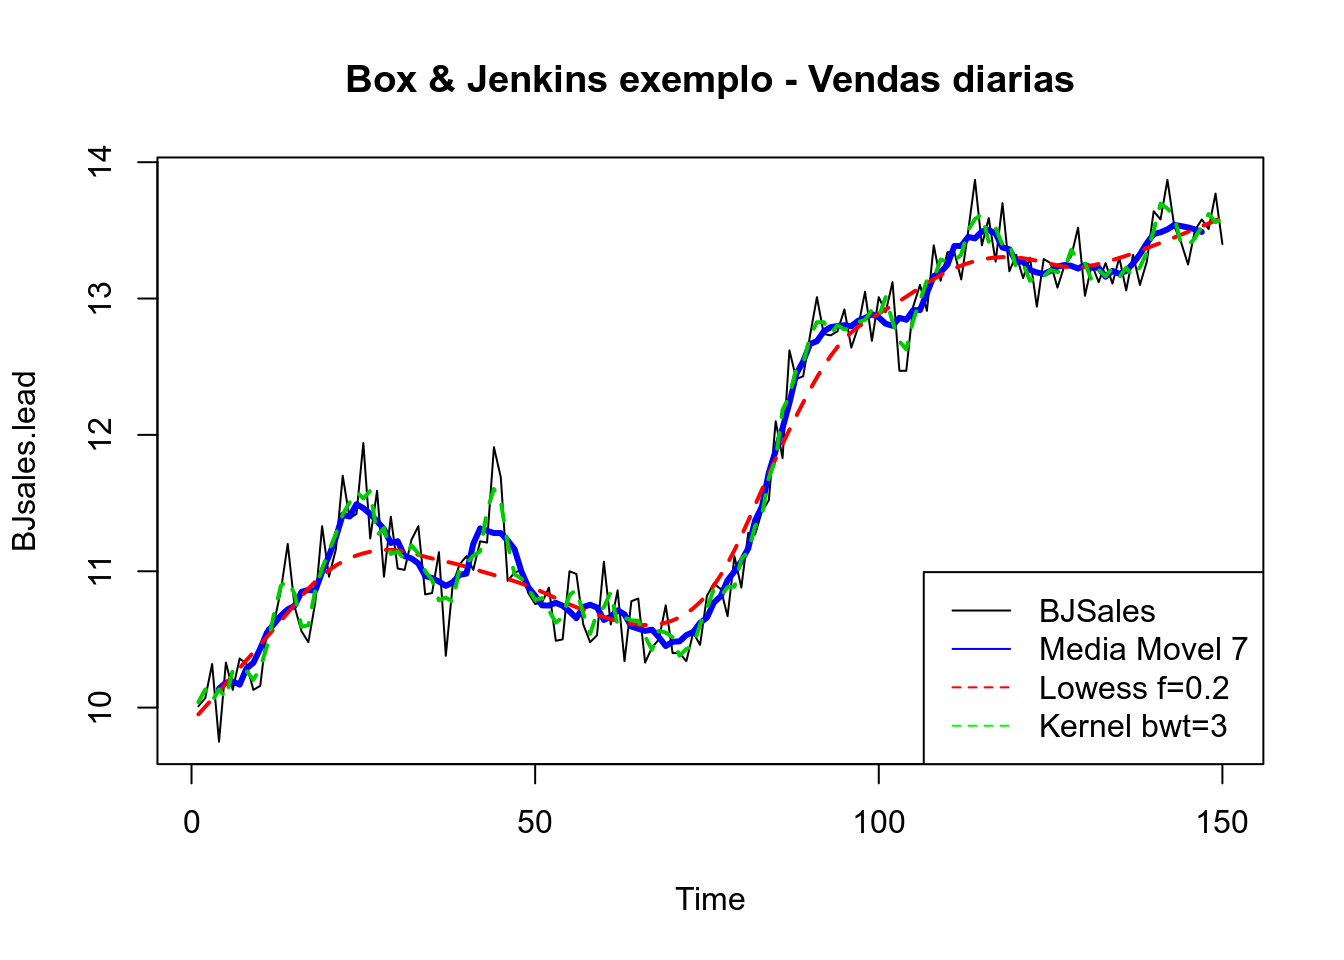 Box & Jenkins exemplo - Vendas diarias
BJsales.lead
14
13
12
11
10
BJSales
Media Movel 7
Lowess f=0.2
Kernel bwt=3
0 50 100 150
Time